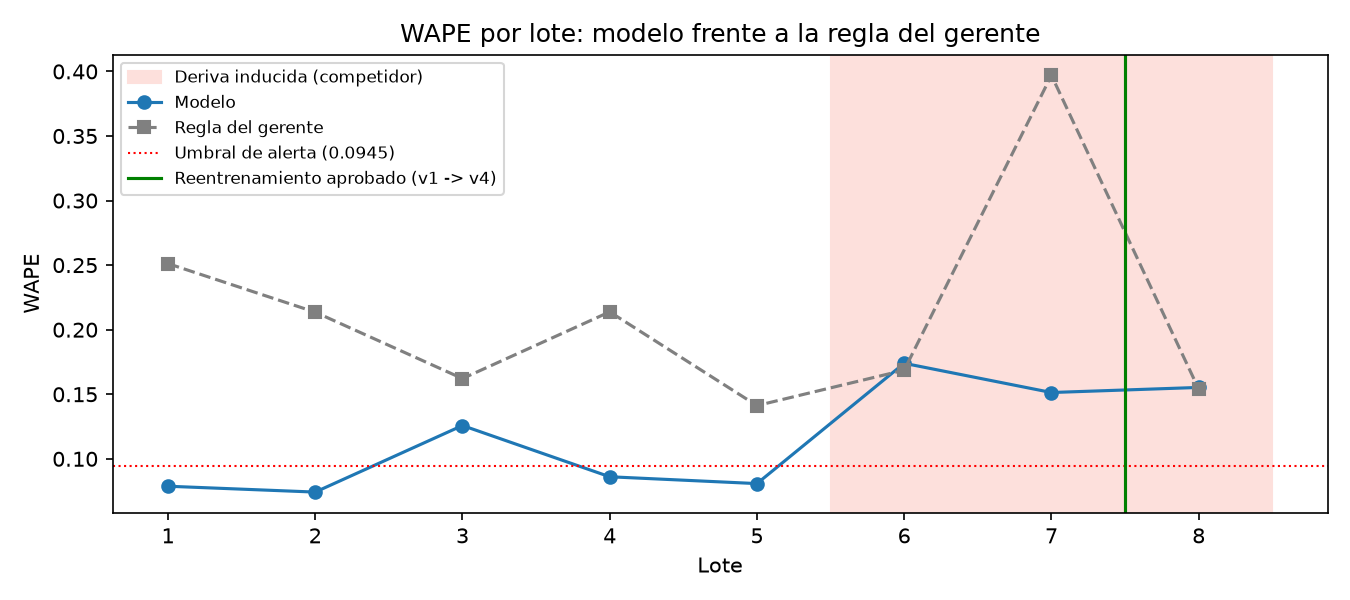 WAPE por lote: modelo frente a la regla del gerente
Deriva inducida (competidor)
Modelo
Regla del gerente
Umbral de alerta (0.0945)
Reentrenamiento aprobado (v1 -> v4)
WAPE
0.40
0.35
0.30
0.25
0.20
0.15
0.10
1 2 3 4 5 6 7 8
Lote